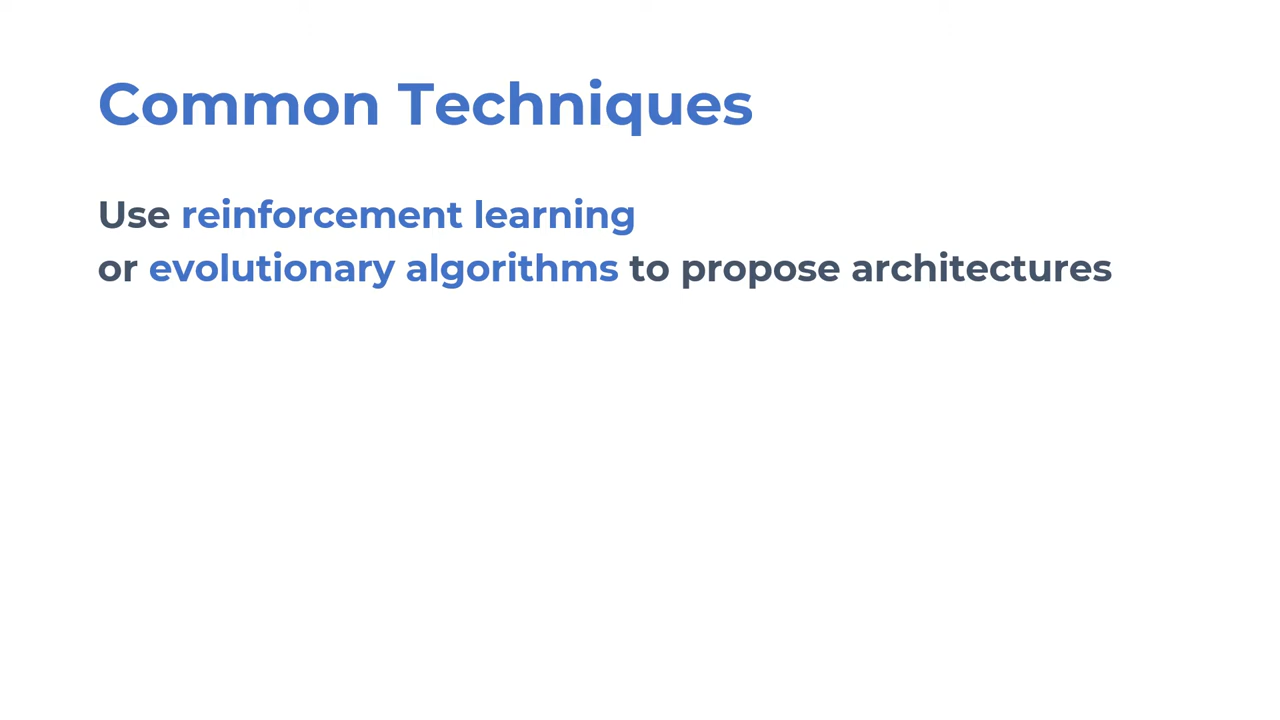 Common Techniques
Use reinforcement learning
or evolutionary algorithms to propose architectures